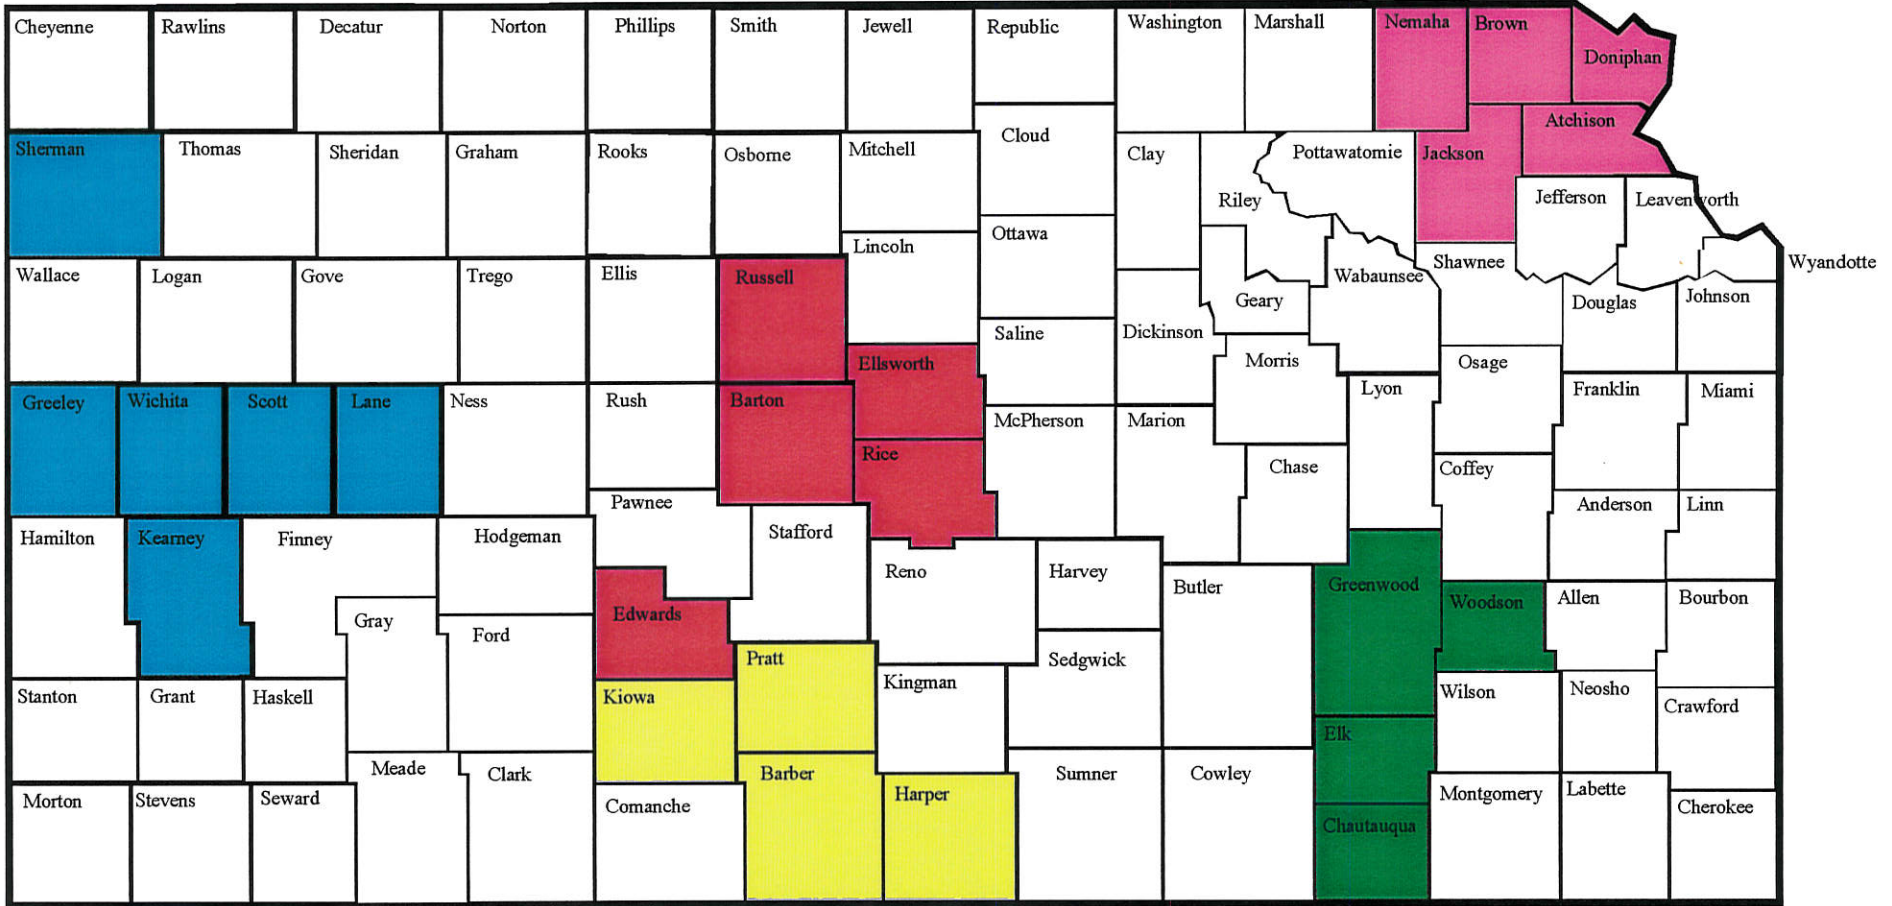 Cheyenne
Rawlins
Decatur
Norton
Phillips
Smith
Jewell
Republic
Washington
Marshall
Nemaha
Brown
Doniphan
Sherman
Thomas
Sheridan
Graham
Rooks
Osborne
Mitchell
Cloud
Clay
Riley
Pottawatomie
Jackson
Atchison
Jefferson
Leavenworth
Wyandotte
Wallace
Logan
Gove
Trego
Ellis
Russell
Lincoln
Ottawa
Saline
Dickinson
Geary
Wabaunsee
Shawnee
Douglas
Johnson
Greeley
Wichita
Scott
Lane
Ness
Rush
Barton
Ellsworth
Rice
McPherson
Marion
Morris
Chase
Lyon
Osage
Coffey
Franklin
Miami
Anderson
Linn
Hamilton
Kearney
Finney
Hodgeman
Pawnee
Stafford
Reno
Harvey
Butler
Greenwood
Woodson
Allen
Bourbon
Gray
Ford
Edwards
Pratt
Kingman
Sedgwick
Stanton
Grant
Haskell
Kiowa
Elk
Wilson
Neosho
Crawford
Morton
Stevens
Seward
Meade
Clark
Comanche
Barber
Harper
Sumner
Cowley
Chautauqua
Montgomery
Labette
Cherokee